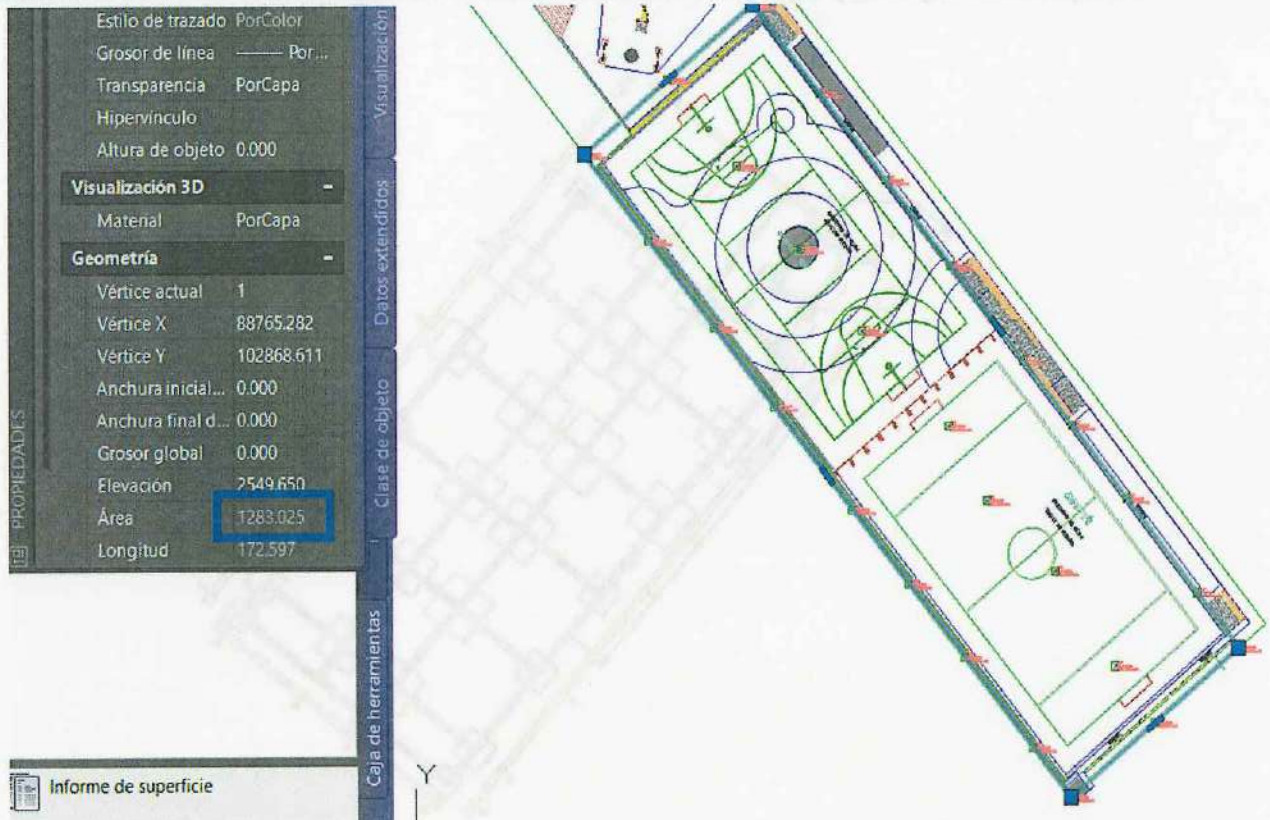 Estilo de trazado PorColor
Grosor de línea Por...
Transparencia PorCapa
Hipervínculo
Altura de objeto 0.000
Visualización 3D
Material PorCapa
Geometría
Vértice actual 1
Vértice X 88765.282
Vértice Y 102868.611
Anchura inicial... 0.000
Anchura final d... 0.000
Grosor global 0.000
Elevación 2549.650
Área 1283.025
Longitud 172.597
PROPIEDADES
Visualización
Datos extendidos
Clase de objeto
Caja de herramientas
Informe de superficie
Y